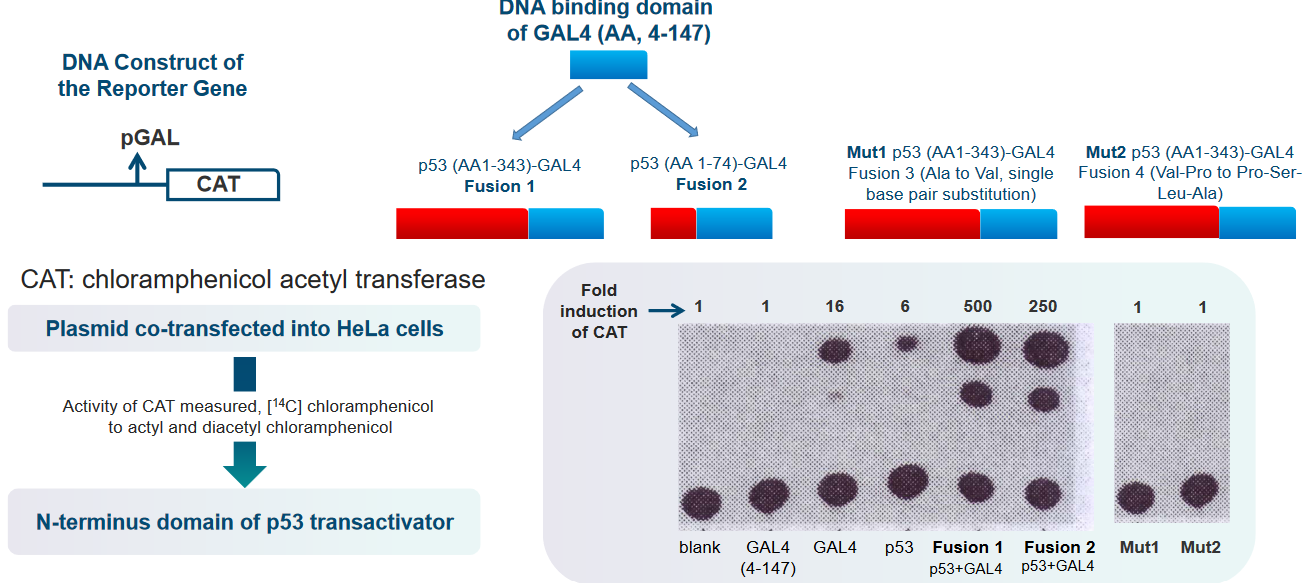 DNA binding domain
of GAL4 (AA, 4-147)
DNA Construct of
the Reporter Gene
pGAL
CAT
p53 (AA1-343)-GAL4
Fusion 1
p53 (AA 1-74)-GAL4
Fusion 2
Mut1 p53 (AA1-343)-GAL4
Fusion 3 (Ala to Val, single
base pair substitution)
Mut2 p53 (AA1-343)-GAL4
Fusion 4 (Val-Pro to Pro-Ser-
Leu-Ala)
CAT: chloramphenicol acetyl transferase
Plasmid co-transfected into HeLa cells
Activity of CAT measured, [¹⁴C] chloramphenicol
to actyl and diacetyl chloramphenicol
N-terminus domain of p53 transactivator
Fold
induction
of CAT
1 1 16 6 500 250 1 1
blank GAL4 GAL4 p53 Fusion 1 Fusion 2 Mut1 Mut2
(4-147) p53+GAL4 p53+GAL4